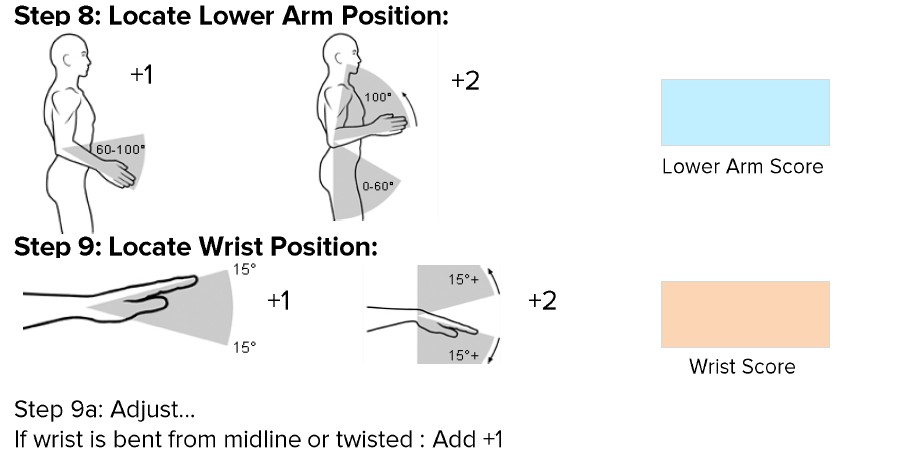 Step 8: Locate Lower Arm Position:
+1
+2
100°
60-100°
0-60°
Lower Arm Score
Step 9: Locate Wrist Position:
15°
15°+
+1
+2
15°
15°+
Wrist Score
Step 9a: Adjust...
If wrist is bent from midline or twisted : Add +1